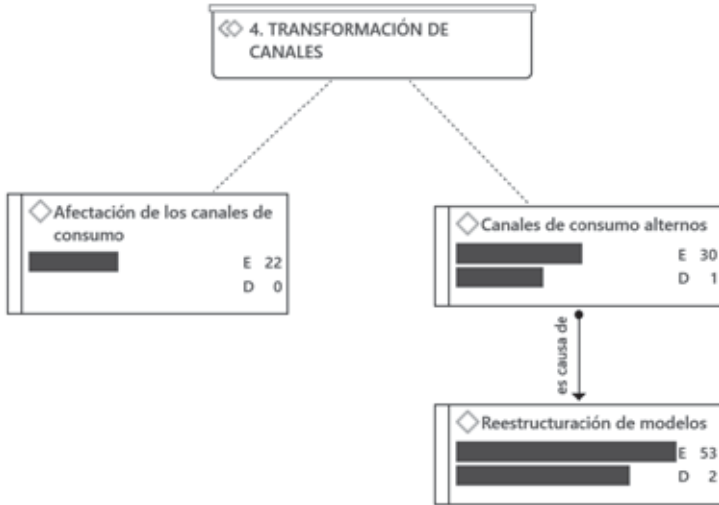 4. TRANSFORMACIÓN DE
CANALES
Afectación de los canales de
consumo
E 22
D 0
Canales de consumo alternos
E 30
D 1
es causa de
Reestructuración de modelos
E 53
D 2